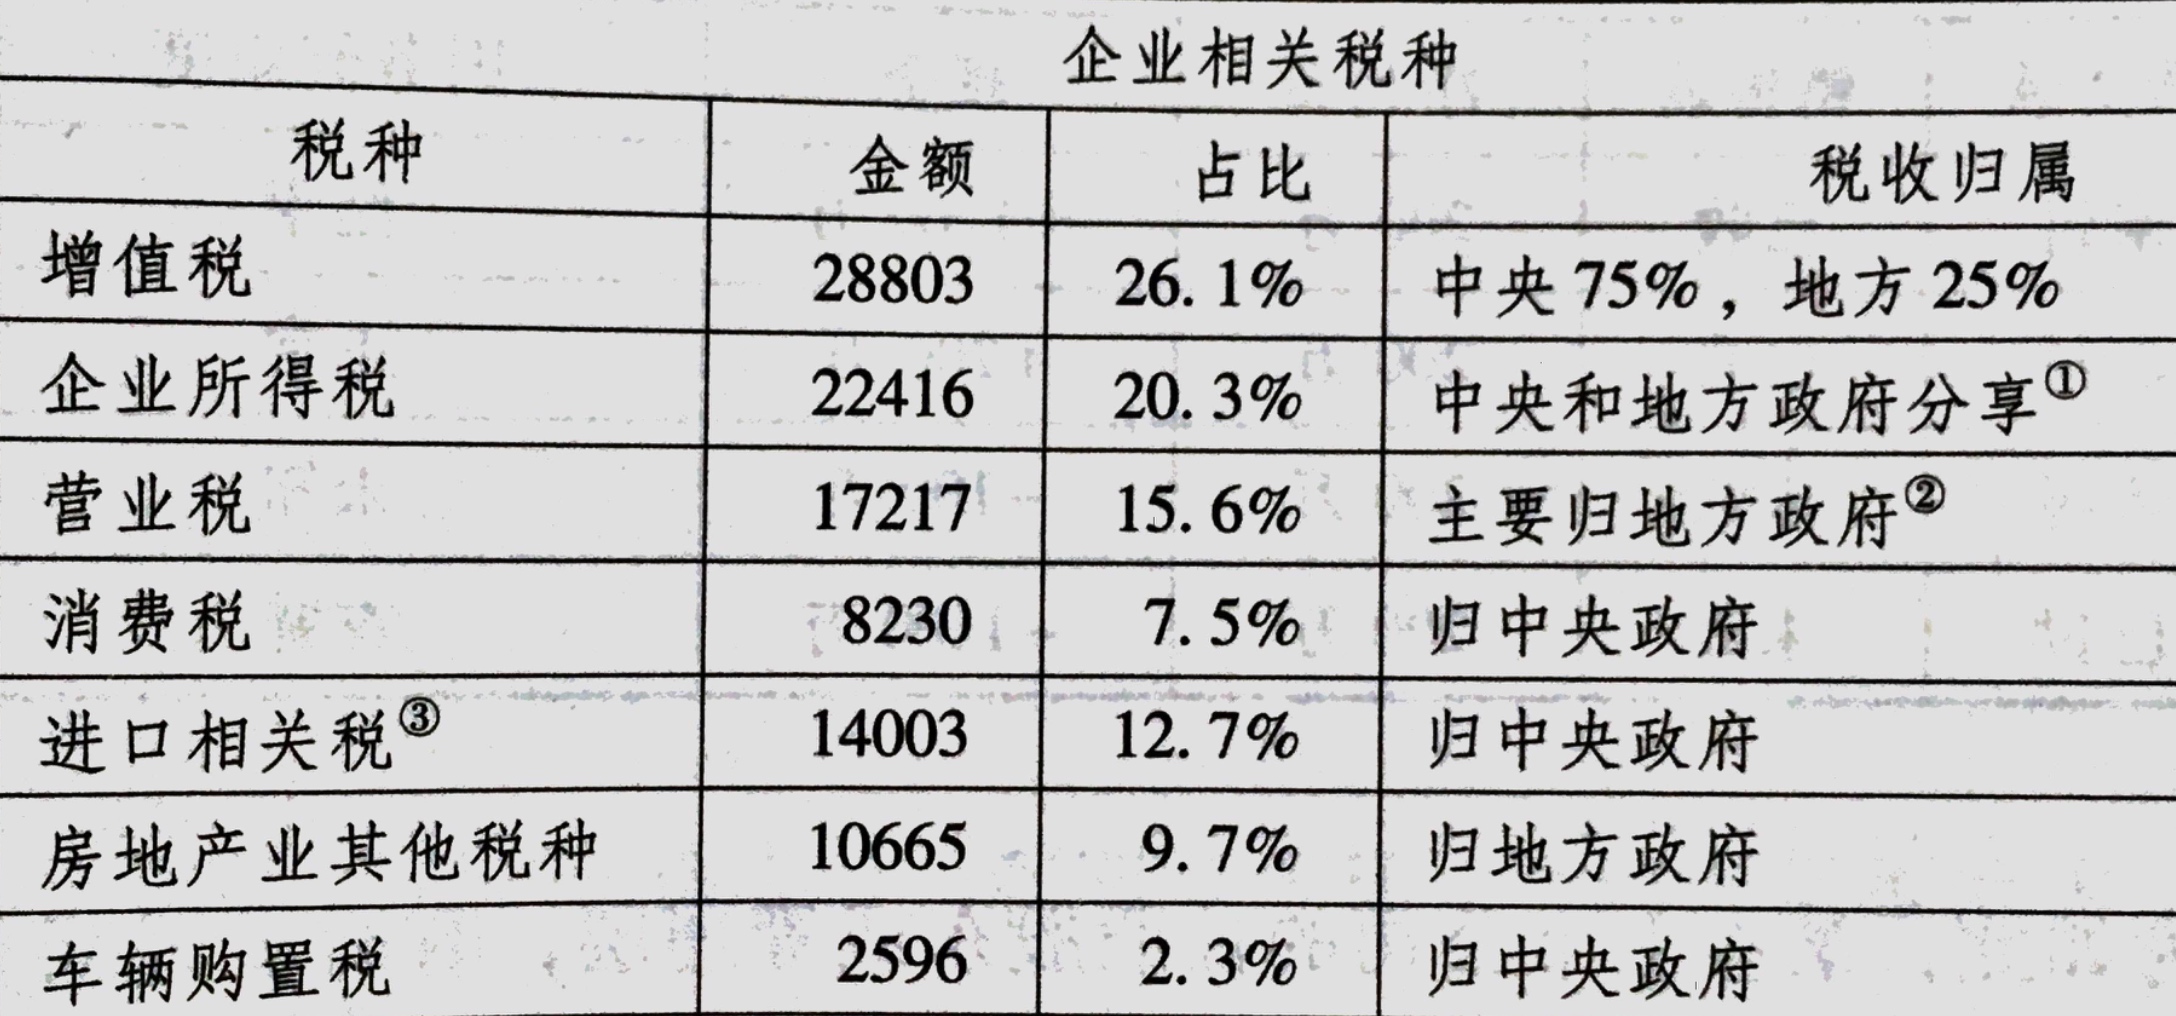 企业相关税种
税种 金额 占比 税收归属
增值税 28803 26.1% 中央75%，地方25%
企业所得税 22416 20.3% 中央和地方政府分享①
营业税 17217 15.6% 主要归地方政府②
消费税 8230 7.5% 归中央政府
进口相关税③ 14003 12.7% 归中央政府
房地产业其他税种 10665 9.7% 归地方政府
车辆购置税 2596 2.3% 归中央政府